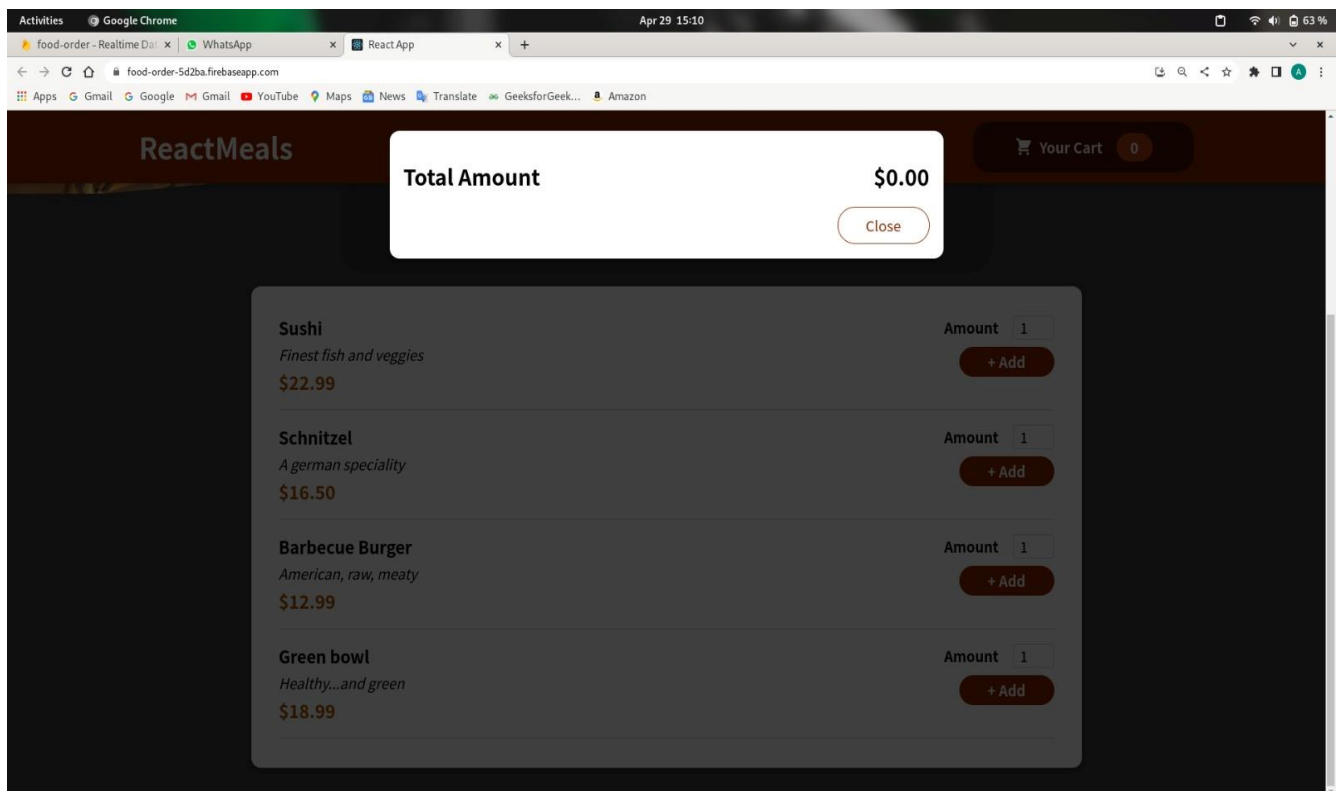 Activities Google Chrome Apr 29 15:10 63 %
food-order - Realtime Dat WhatsApp React App
food-order-5d2ba.firebaseapp.com A
Apps Gmail Google Gmail YouTube Maps News Translate GeeksforGeek... Amazon
ReactMeals Your Cart 0
Total Amount $0.00
Close
Sushi Amount 1
Finest fish and veggies
+ Add
$22.99
Schnitzel Amount 1
A german speciality
+ Add
$16.50
Barbecue Burger Amount 1
American, raw, meaty
+ Add
$12.99
Green bowl Amount 1
Healthy...and green
+ Add
$18.99